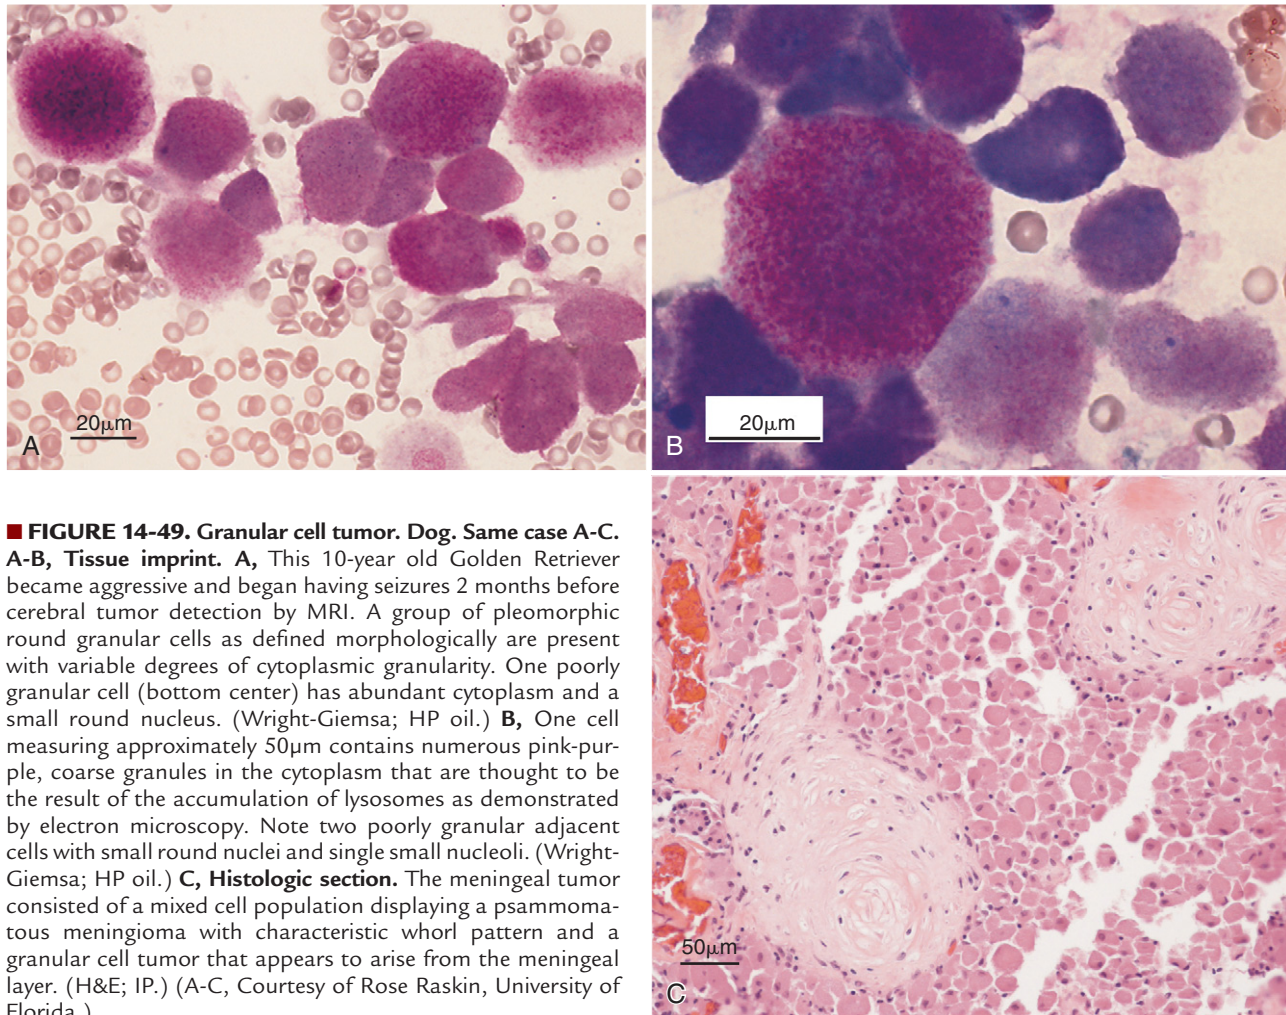 20µm
A
20µm
B
■ FIGURE 14-49. Granular cell tumor. Dog. Same case A-C.
A-B, Tissue imprint. A, This 10-year old Golden Retriever
became aggressive and began having seizures 2 months before
cerebral tumor detection by MRI. A group of pleomorphic
round granular cells as defined morphologically are present
with variable degrees of cytoplasmic granularity. One poorly
granular cell (bottom center) has abundant cytoplasm and a
small round nucleus. (Wright-Giemsa; HP oil.) B, One cell
measuring approximately 50µm contains numerous pink-pur-
ple, coarse granules in the cytoplasm that are thought to be
the result of the accumulation of lysosomes as demonstrated
by electron microscopy. Note two poorly granular adjacent
cells with small round nuclei and single small nucleoli. (Wright-
Giemsa; HP oil.) C, Histologic section. The meningeal tumor
consisted of a mixed cell population displaying a psammoma-
tous meningioma with characteristic whorl pattern and a
granular cell tumor that appears to arise from the meningeal
layer. (H&E; IP.) (A-C, Courtesy of Rose Raskin, University of
Florida.)
50µm
C